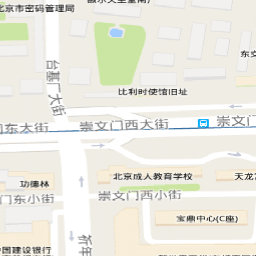 北京市密码管理局
台基厂大街
东交
比利时使馆旧址
门东大街
崇文门西大街
崇文门
北京成人教育学校
天龙
功德林
门东小街
崇文门西小街
宝鼎中心(C座)
国建设银行